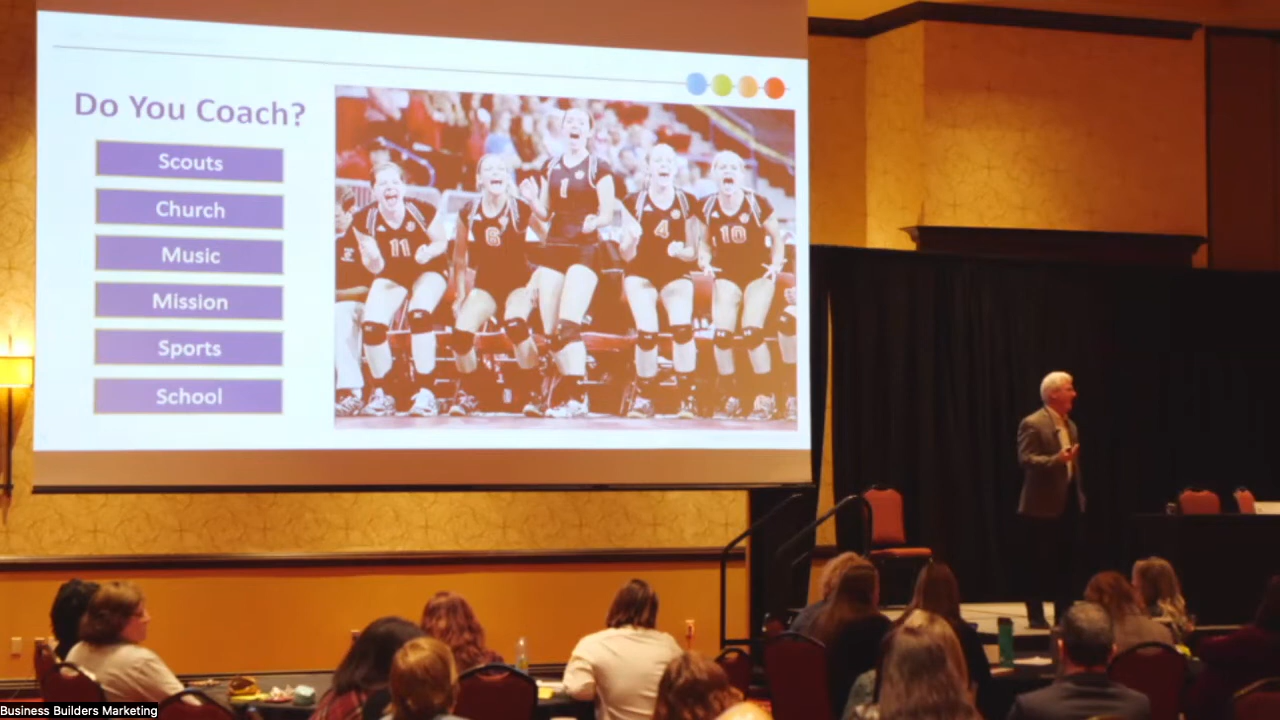 Do You Coach?
Scouts
Church
Music
Mission
Sports
School
11
6
1
4
10
Business Builders Marketing